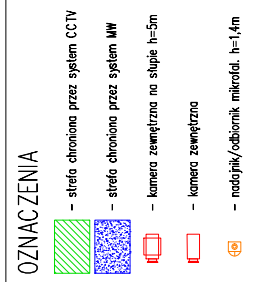 OZNACZENIA
- strefa chroniona przez system CCTV
- strefa chroniona przez system MW
- kamera zewnętrzna na słupie h=5m
- kamera zewnętrzna
- nadajnik/odbiornik mikrofal. h=1,4m